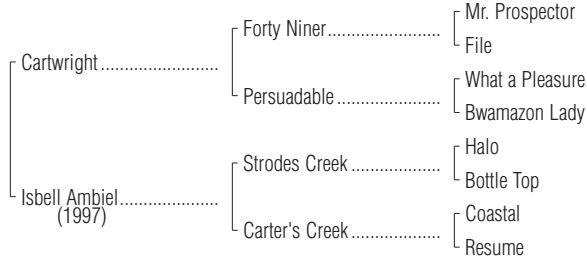 Mr. Prospector
Forty Niner
File
Cartwright
What a Pleasure
Persuadable
Bwamazon Lady
Halo
Strodes Creek
Bottle Top
Isbell Ambiel
(1997)
Coastal
Carter's Creek
Resume